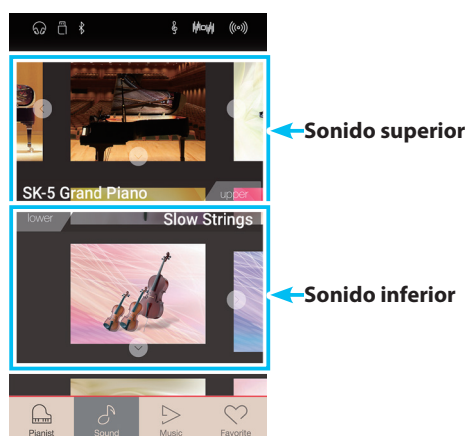 Sonido superior
SK-5 Grand Piano
upper
lower
Slow Strings
Sonido inferior
Pianist
Sound
Music
Favorite